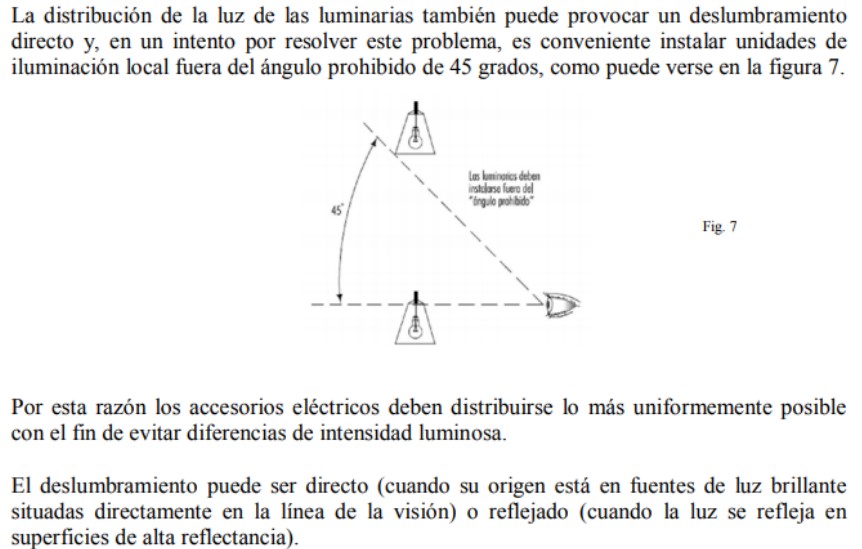 La distribución de la luz de las luminarias también puede provocar un deslumbramiento
directo y, en un intento por resolver este problema, es conveniente instalar unidades de
iluminación local fuera del ángulo prohibido de 45 grados, como puede verse en la figura 7.
Las luminarias deben
instalarse fuera del
"ángulo prohibido"
45°
Fig. 7
Por esta razón los accesorios eléctricos deben distribuirse lo más uniformemente posible
con el fin de evitar diferencias de intensidad luminosa.
El deslumbramiento puede ser directo (cuando su origen está en fuentes de luz brillante
situadas directamente en la línea de la visión) o reflejado (cuando la luz se refleja en
superficies de alta reflectancia).